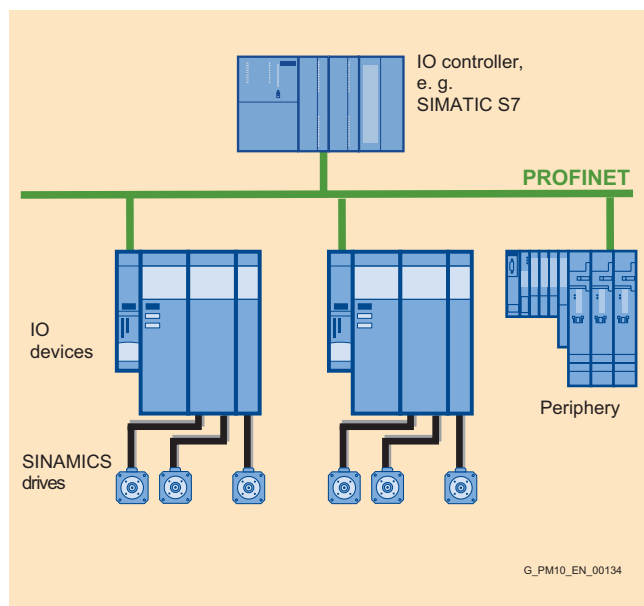 IO controller,
e. g.
SIMATIC S7
PROFINET
IO
devices
Periphery
SINAMICS
drives
G_PM10_EN_00134